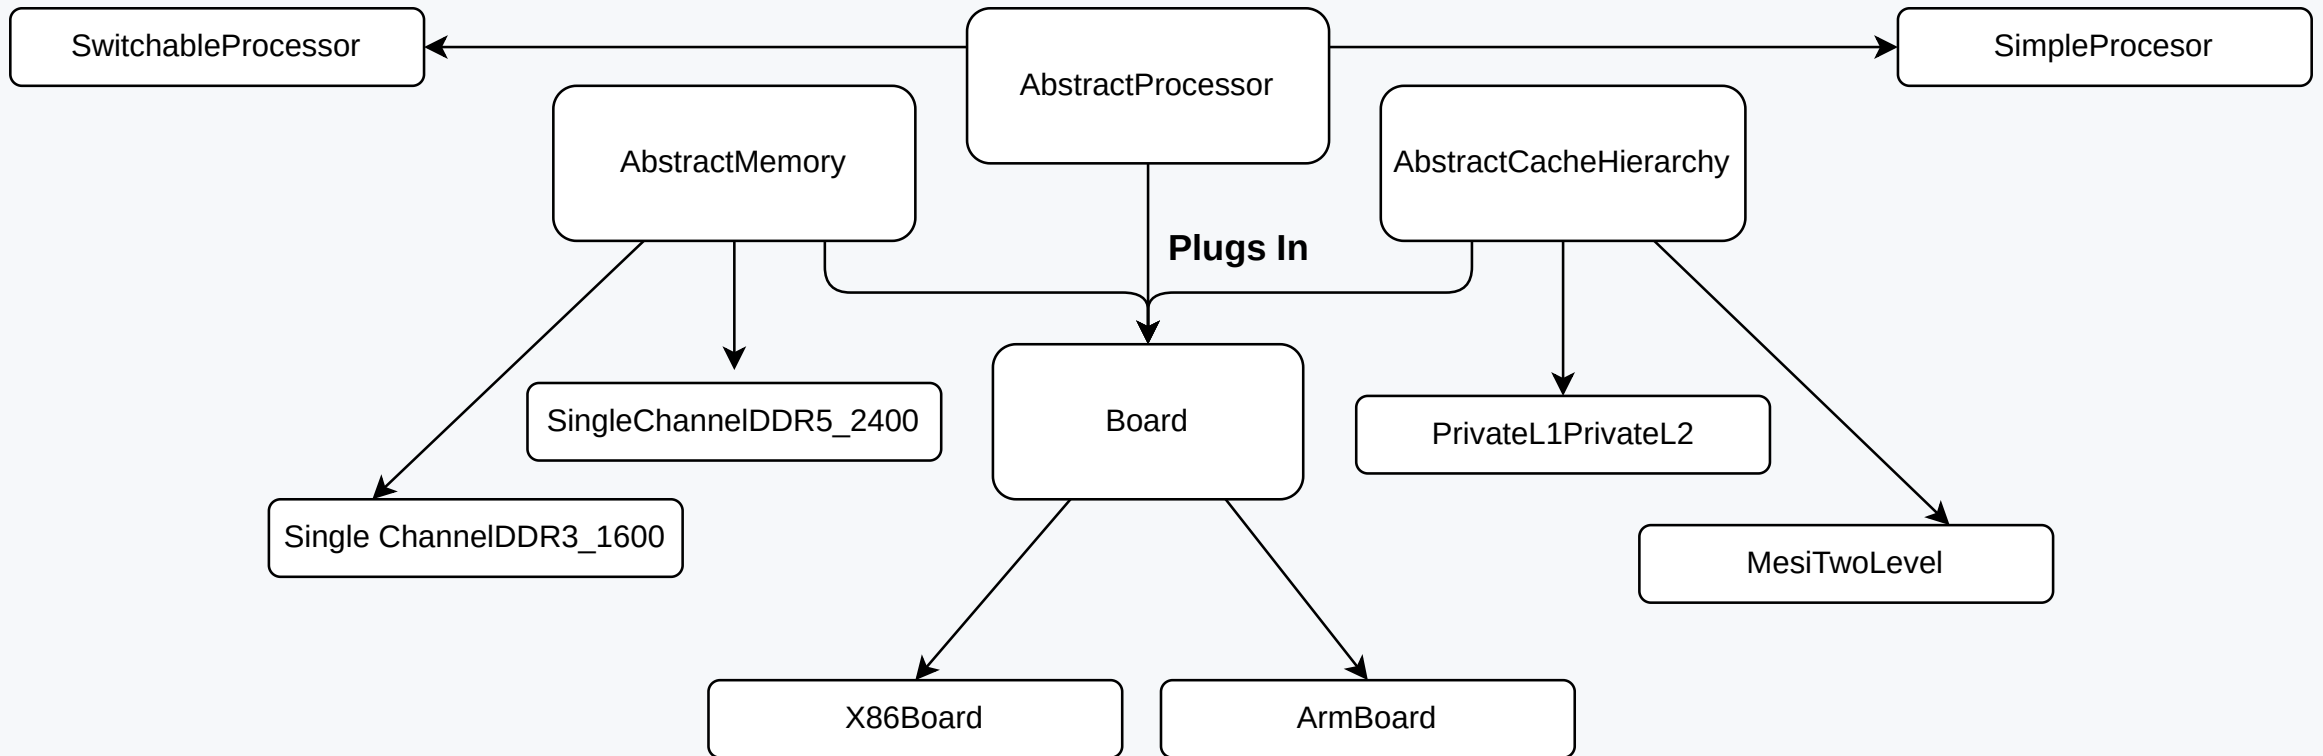 SwitchableProcessor
AbstractProcessor
SimpleProcesor
AbstractMemory
AbstractCacheHierarchy
Plugs In
SingleChannelDDR5_2400
Board
PrivateL1PrivateL2
Single ChannelDDR3_1600
MesiTwoLevel
X86Board
ArmBoard